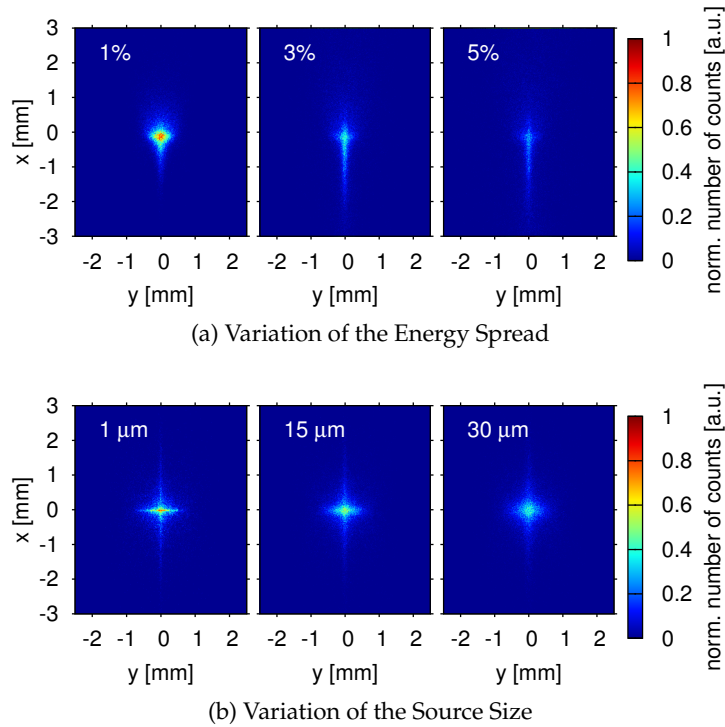 3
2
1
0
-1
-2
-3
x [mm]
1%
3%
5%
-2 -1 0 1 2
-2 -1 0 1 2
-2 -1 0 1 2
y [mm]
y [mm]
y [mm]
1
0.8
0.6
0.4
0.2
0
norm. number of counts [a.u.]
(a) Variation of the Energy Spread
3
2
1
0
-1
-2
-3
x [mm]
1 μm
15 μm
30 μm
-2 -1 0 1 2
-2 -1 0 1 2
-2 -1 0 1 2
y [mm]
y [mm]
y [mm]
1
0.8
0.6
0.4
0.2
0
norm. number of counts [a.u.]
(b) Variation of the Source Size